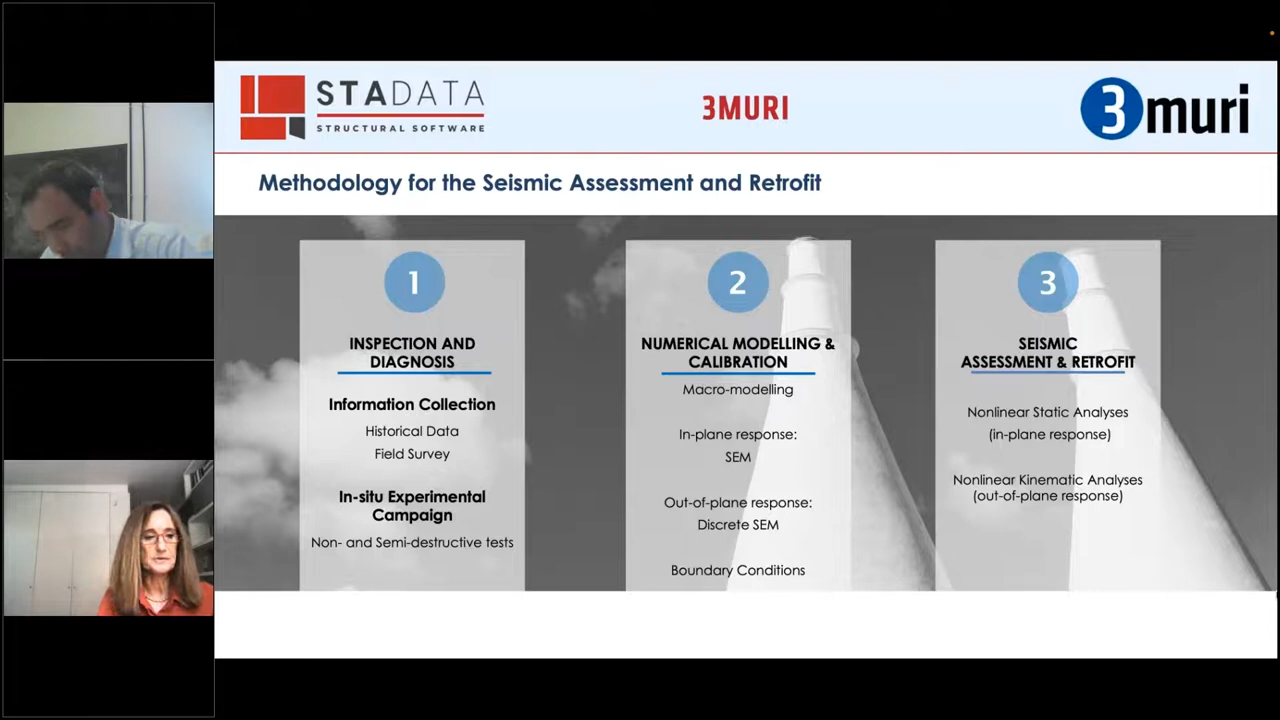 STADATA
STRUCTURAL SOFTWARE
3MURI
3muri
Methodology for the Seismic Assessment and Retrofit
1
INSPECTION AND
DIAGNOSIS
Information Collection
Historical Data
Field Survey
In-situ Experimental
Campaign
Non- and Semi-destructive tests
2
NUMERICAL MODELLING &
CALIBRATION
Macro-modelling
In-plane response:
SEM
Out-of-plane response:
Discrete SEM
Boundary Conditions
3
SEISMIC
ASSESSMENT & RETROFIT
Nonlinear Static Analyses
(in-plane response)
Nonlinear Kinematic Analyses
(out-of-plane response)